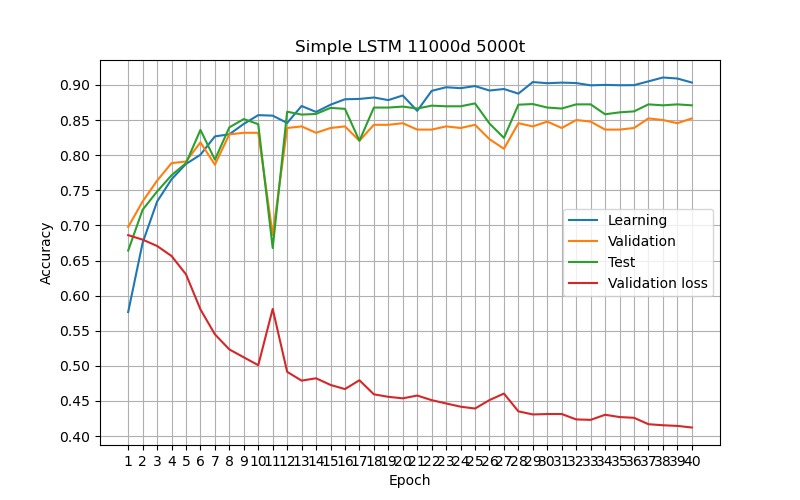 Simple LSTM 11000d 5000t
Accuracy
0.90
0.85
0.80
0.75
0.70
0.65
0.60
0.55
0.50
0.45
0.40
Learning
Validation
Test
Validation loss
1 2 3 4 5 6 7 8 9 10 11 12 13 14 15 16 17 18 19 20 21 22 23 24 25 26 27 28 29 30 31 32 33 34 35 36 37 38 39 40
Epoch